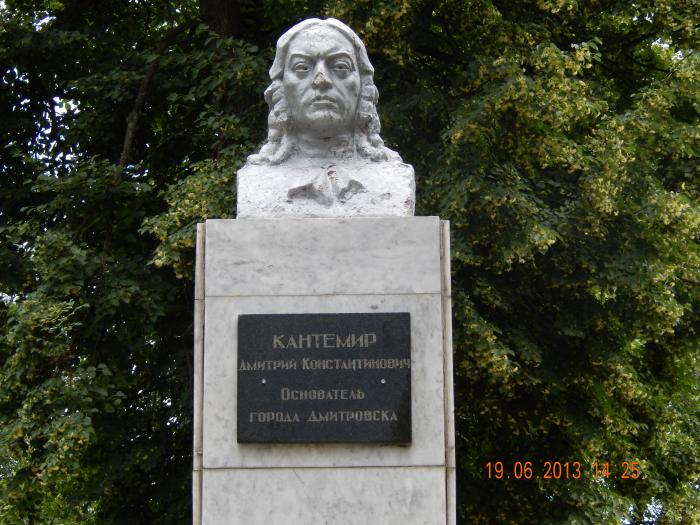 КАНТЕМИР
ДМИТРИЙ КОНСТАНТИНОВИЧ
ОСНОВАТЕЛЬ
ГОРОДА ДМИТРОВСКА
19.06.2013 14:25